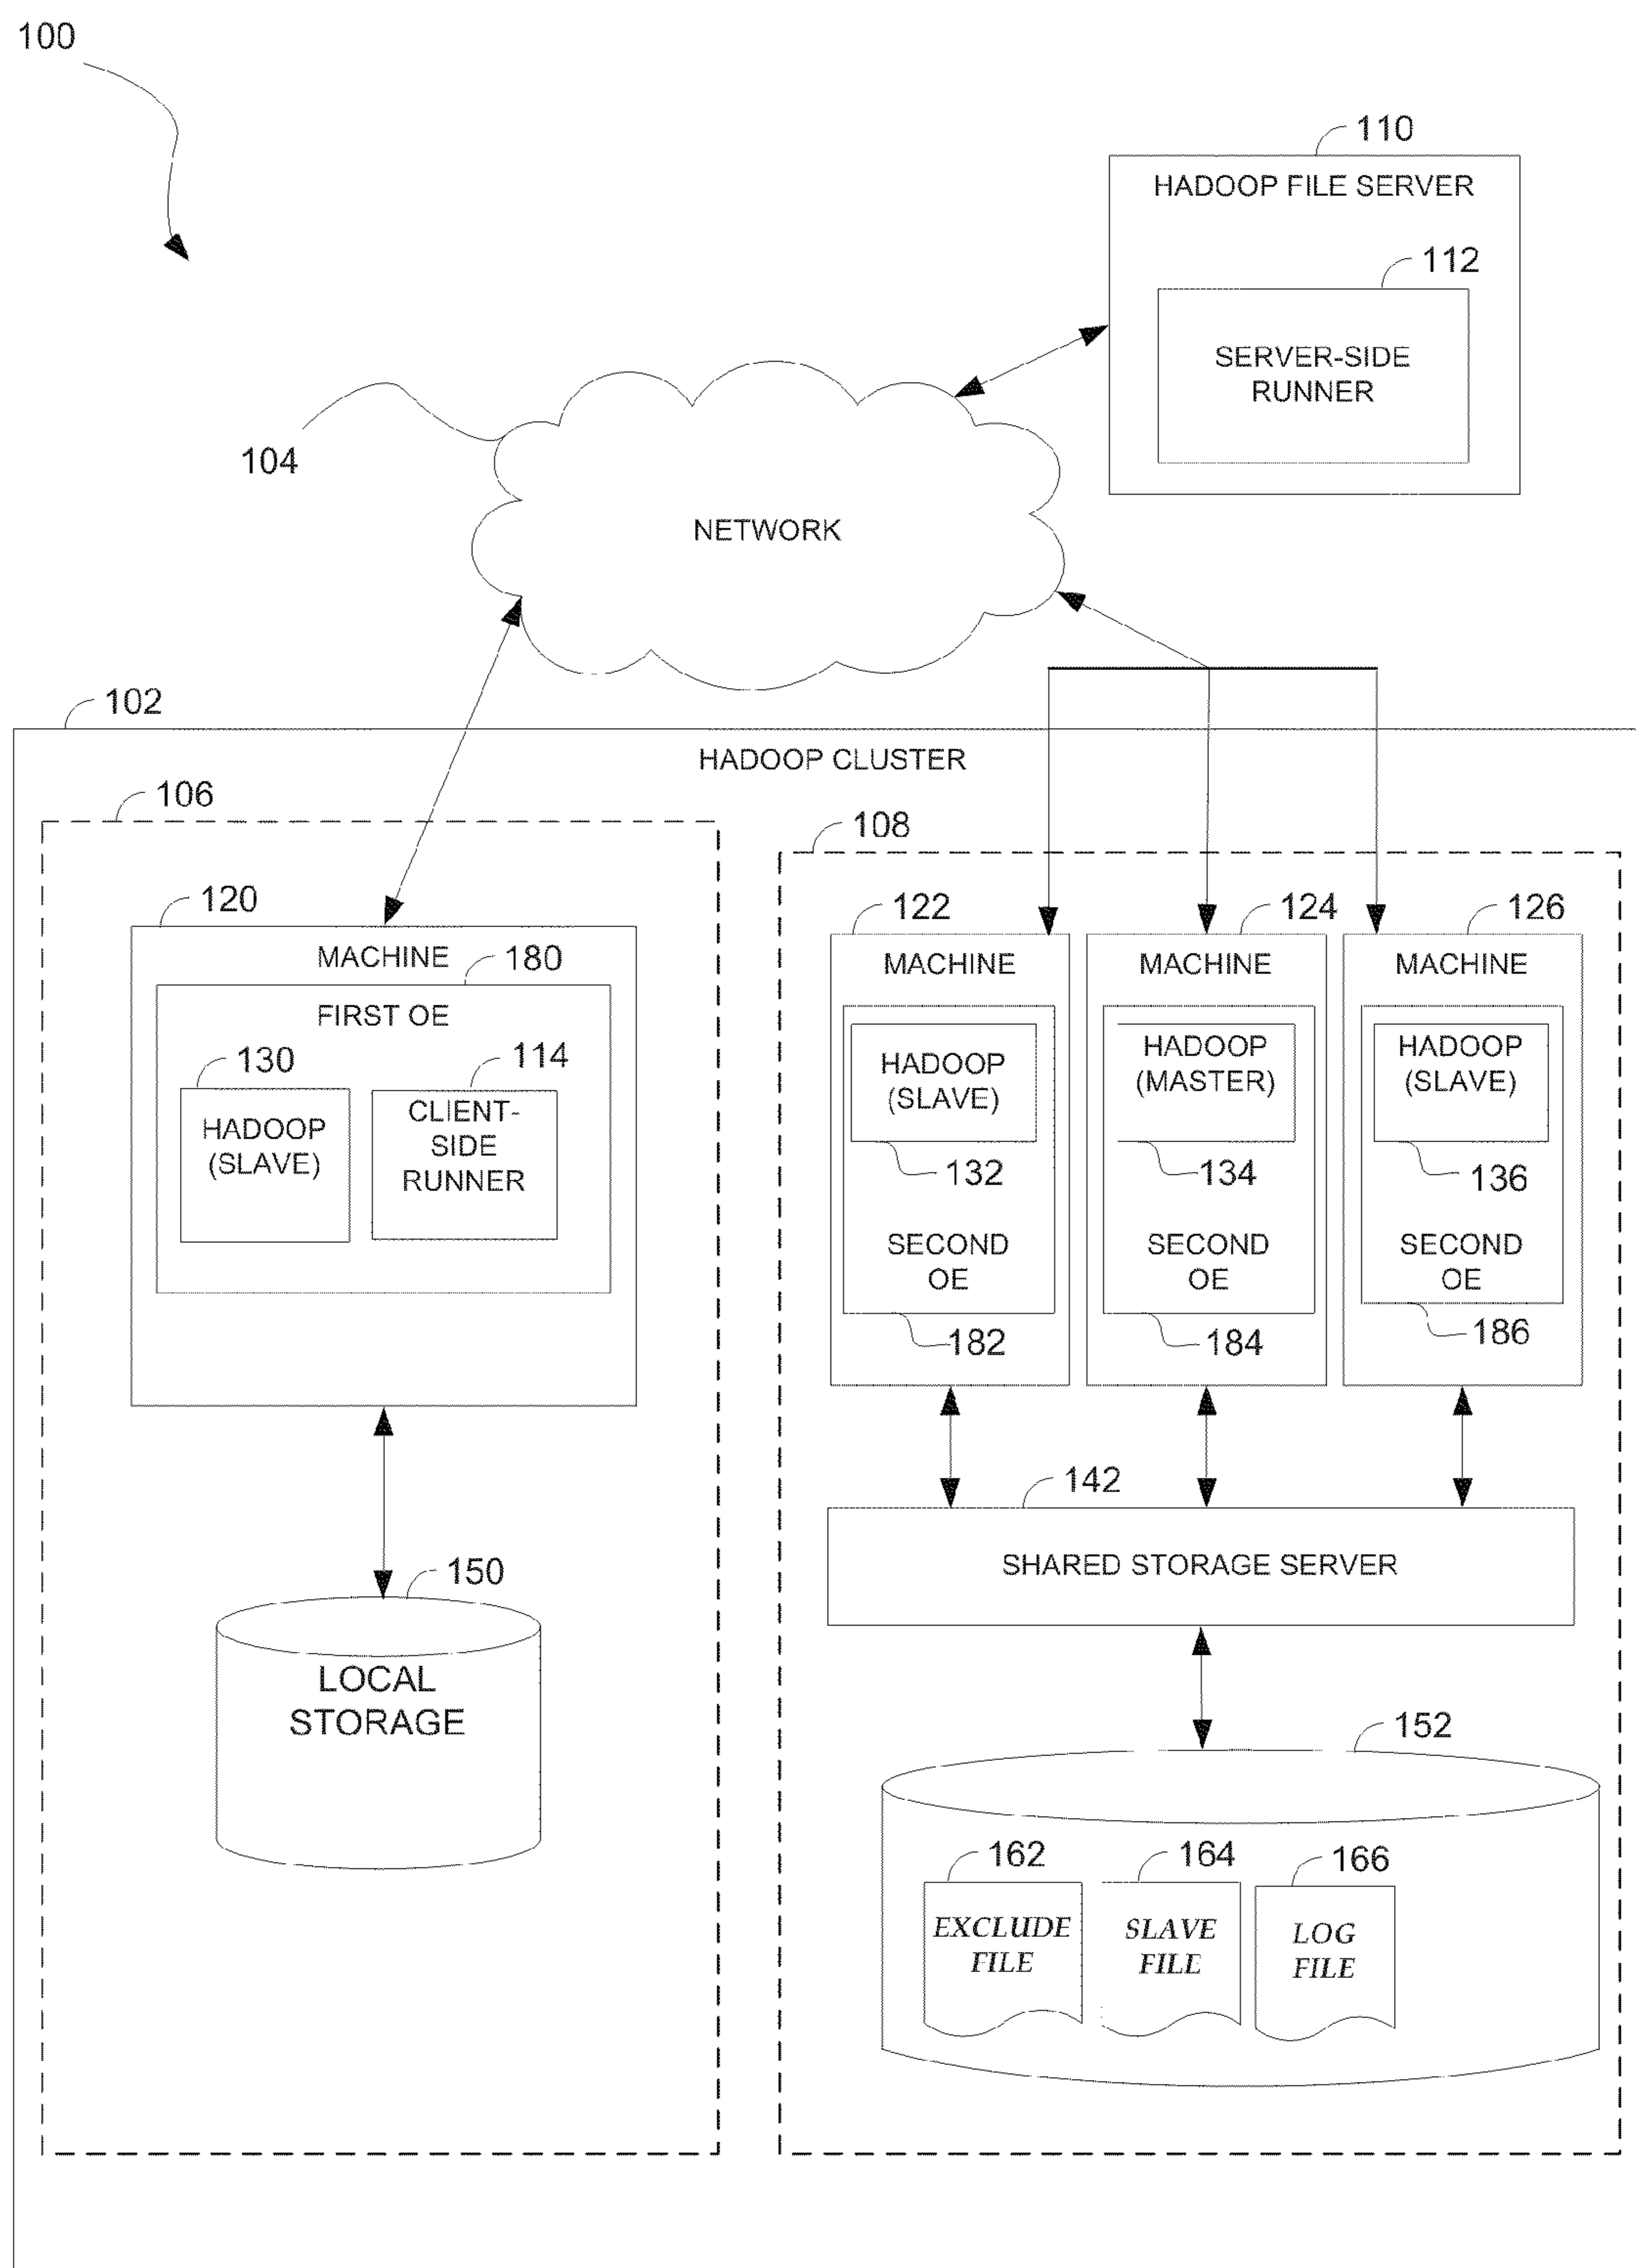 100
110
HADOOP FILE SERVER
112
SERVER-SIDE
RUNNER
104
NETWORK
102
HADOOP CLUSTER
106
108
120
MACHINE
180
FIRST OE
130
HADOOP
(SLAVE)
114
CLIENT-
SIDE
RUNNER
122
MACHINE
HADOOP
(SLAVE)
132
SECOND
OE
182
124
MACHINE
HADOOP
(MASTER)
134
SECOND
OE
184
126
MACHINE
HADOOP
(SLAVE)
136
SECOND
OE
186
142
SHARED STORAGE SERVER
150
LOCAL
STORAGE
152
162
EXCLUDE
FILE
164
SLAVE
FILE
166
LOG
FILE